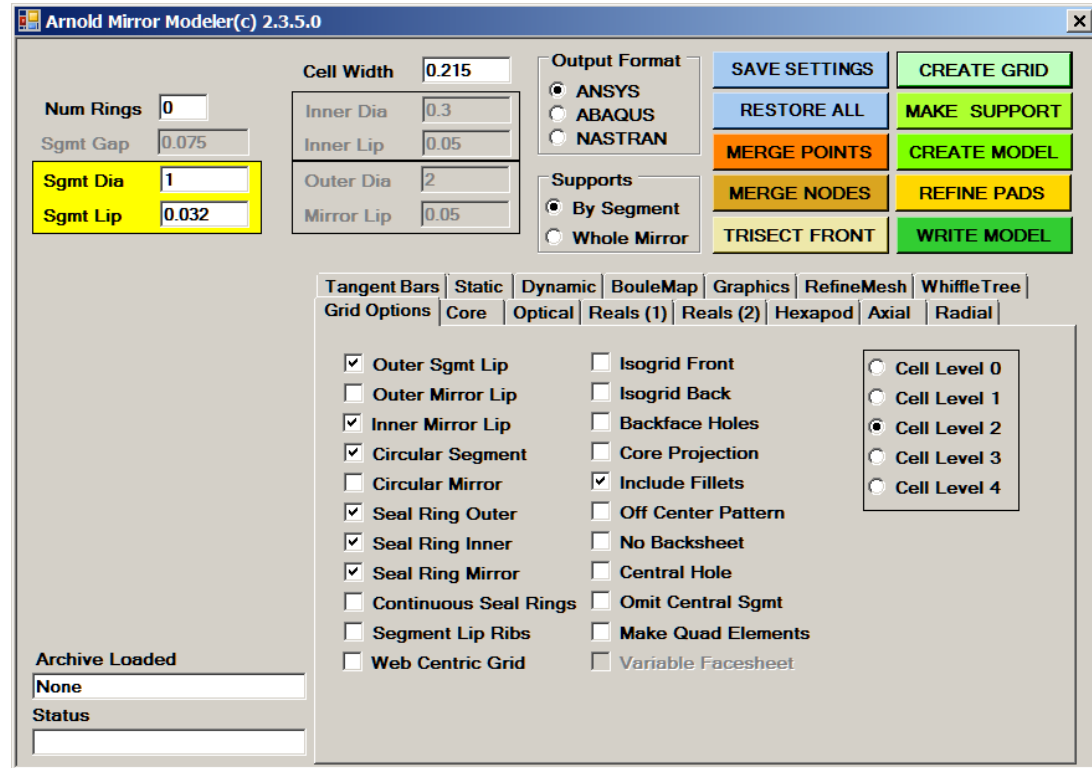 Arnold Mirror Modeler(c) 2.3.5.0
Cell Width 0.215
Num Rings 0
Sgmt Gap 0.075
Sgmt Dia 1
Sgmt Lip 0.032
Inner Dia 0.3
Inner Lip 0.05
Outer Dia 2
Mirror Lip 0.05
Output Format
ANSYS
ABAQUS
NASTRAN
Supports
By Segment
Whole Mirror
SAVE SETTINGS CREATE GRID
RESTORE ALL MAKE SUPPORT
MERGE POINTS CREATE MODEL
MERGE NODES REFINE PADS
TRISECT FRONT WRITE MODEL
Tangent Bars Static Dynamic BouleMap Graphics RefineMesh WhiffleTree
Grid Options Core Optical Reals (1) Reals (2) Hexapod Axial Radial
Outer Sgmt Lip
Outer Mirror Lip
Inner Mirror Lip
Circular Segment
Circular Mirror
Seal Ring Outer
Seal Ring Inner
Seal Ring Mirror
Continuous Seal Rings
Segment Lip Ribs
Web Centric Grid
Isogrid Front
Isogrid Back
Backface Holes
Core Projection
Include Fillets
Off Center Pattern
No Backsheet
Central Hole
Omit Central Sgmt
Make Quad Elements
Variable Facesheet
Cell Level 0
Cell Level 1
Cell Level 2
Cell Level 3
Cell Level 4
Archive Loaded
None
Status